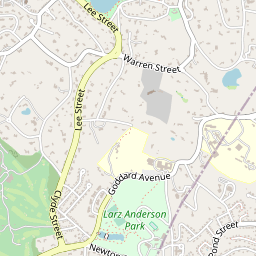 Lee Street
Warren Street
Lee Street
Goddard Avenue
Clyde Street
Larz Anderson
Park
Newton
Pond Street